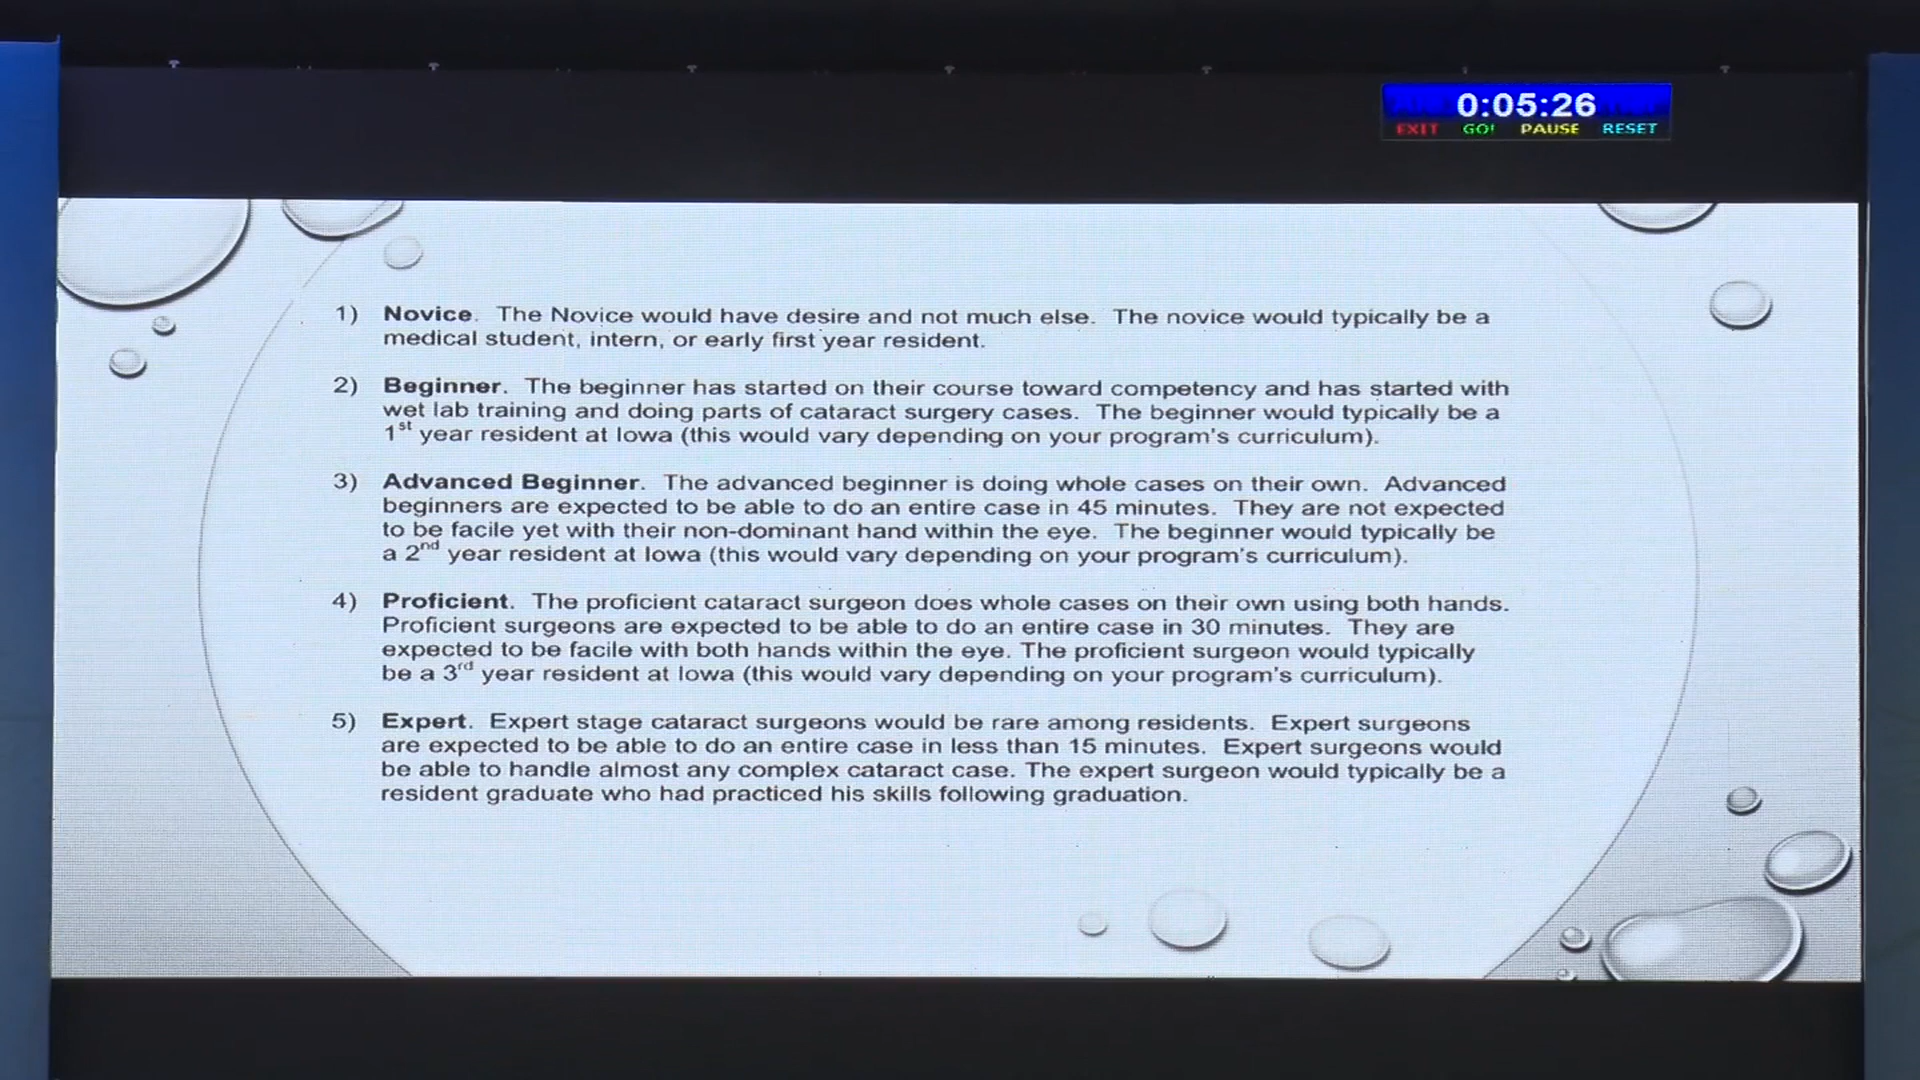 0:05:26
EXIT GO! PAUSE RESET
1) Novice. The Novice would have desire and not much else. The novice would typically be a
medical student, intern, or early first year resident.
2) Beginner. The beginner has started on their course toward competency and has started with
wet lab training and doing parts of cataract surgery cases. The beginner would typically be a
1st year resident at Iowa (this would vary depending on your program's curriculum).
3) Advanced Beginner. The advanced beginner is doing whole cases on their own. Advanced
beginners are expected to be able to do an entire case in 45 minutes. They are not expected
to be facile yet with their non-dominant hand within the eye. The beginner would typically be
a 2nd year resident at Iowa (this would vary depending on your program's curriculum).
4) Proficient. The proficient cataract surgeon does whole cases on their own using both hands.
Proficient surgeons are expected to be able to do an entire case in 30 minutes. They are
expected to be facile with both hands within the eye. The proficient surgeon would typically
be a 3rd year resident at Iowa (this would vary depending on your program's curriculum).
5) Expert. Expert stage cataract surgeons would be rare among residents. Expert surgeons
are expected to be able to do an entire case in less than 15 minutes. Expert surgeons would
be able to handle almost any complex cataract case. The expert surgeon would typically be a
resident graduate who had practiced his skills following graduation.